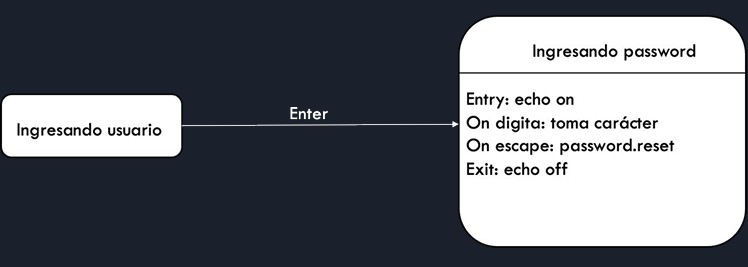 Ingresando usuario
Enter
Ingresando password
Entry: echo on
On digita: toma carácter
On escape: password.reset
Exit: echo off